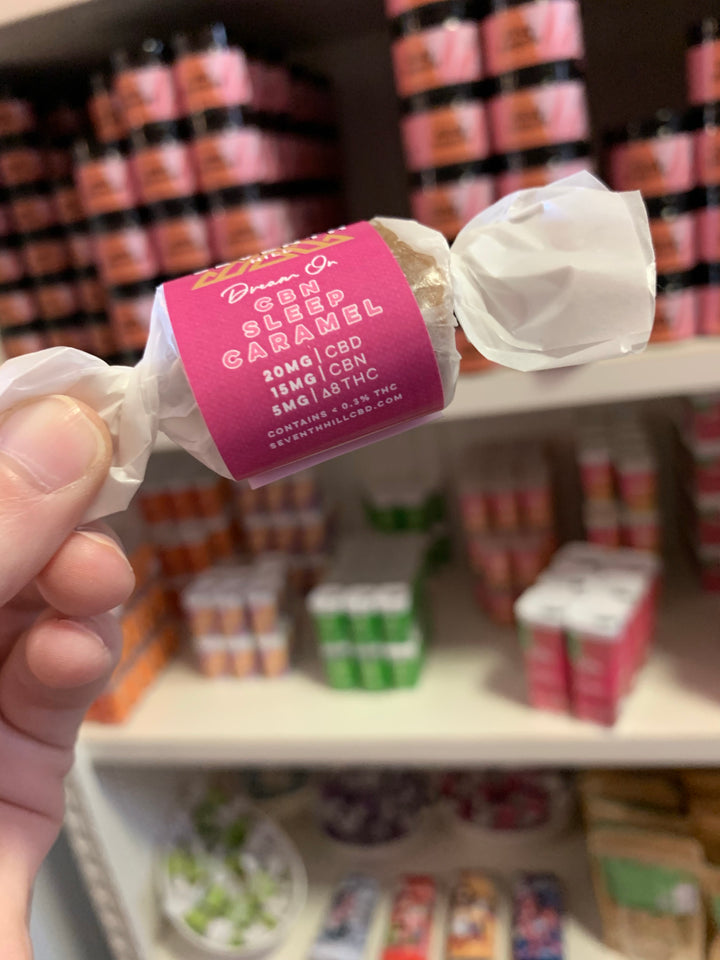 Dream On
CBN
SLEEP
CARAMEL
20MG | CBD
15MG | CBN
5MG | Δ8THC
CONTAINS < 0.3% THC
SEVENTHHILLCBD.COM